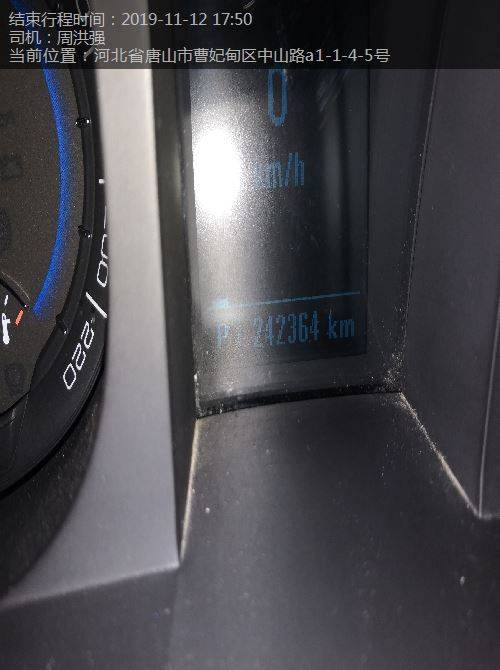 结束行程时间：2019-11-12 17:50
司机：周洪强
当前位置：河北省唐山市曹妃甸区中山路a1-1-4-5号
0
km/h
P 242364 km
200
220